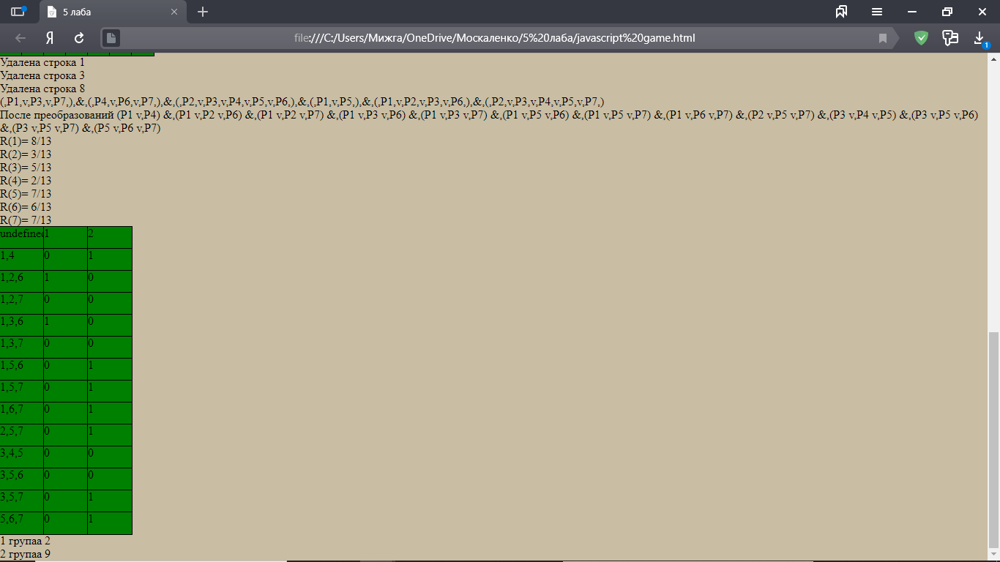 5 лаба
Я
file:///C:/Users/Мижга/OneDrive/Москаленко/5%20лаба/javascript%20game.html
1
Удалена строка 1
Удалена строка 3
Удалена строка 8
(,P1,v,P3,v,P7,),&,(,P4,v,P6,v,P7,),&,(,P2,v,P3,v,P4,v,P5,v,P6,),&,(,P1,v,P5,),&,(,P1,v,P2,v,P3,v,P6,),&,(,P2,v,P3,v,P4,v,P5,v,P7,)
После преобразований (P1 v,P4) &,(P1 v,P2 v,P6) &,(P1 v,P2 v,P7) &,(P1 v,P3 v,P6) &,(P1 v,P3 v,P7) &,(P1 v,P5 v,P6) &,(P1 v,P5 v,P7) &,(P1 v,P6 v,P7) &,(P2 v,P5 v,P7) &,(P3 v,P4 v,P5) &,(P3 v,P5 v,P6)
&,(P3 v,P5 v,P7) &,(P5 v,P6 v,P7)
R(1)= 8/13
R(2)= 3/13
R(3)= 5/13
R(4)= 2/13
R(5)= 7/13
R(6)= 6/13
R(7)= 7/13
undefined 1 2
1,4 0 1
1,2,6 1 0
1,2,7 0 0
1,3,6 1 0
1,3,7 0 0
1,5,6 0 1
1,5,7 0 1
1,6,7 0 1
2,5,7 0 1
3,4,5 0 0
3,5,6 0 0
3,5,7 0 1
5,6,7 0 1
1 групаа 2
2 групаа 9